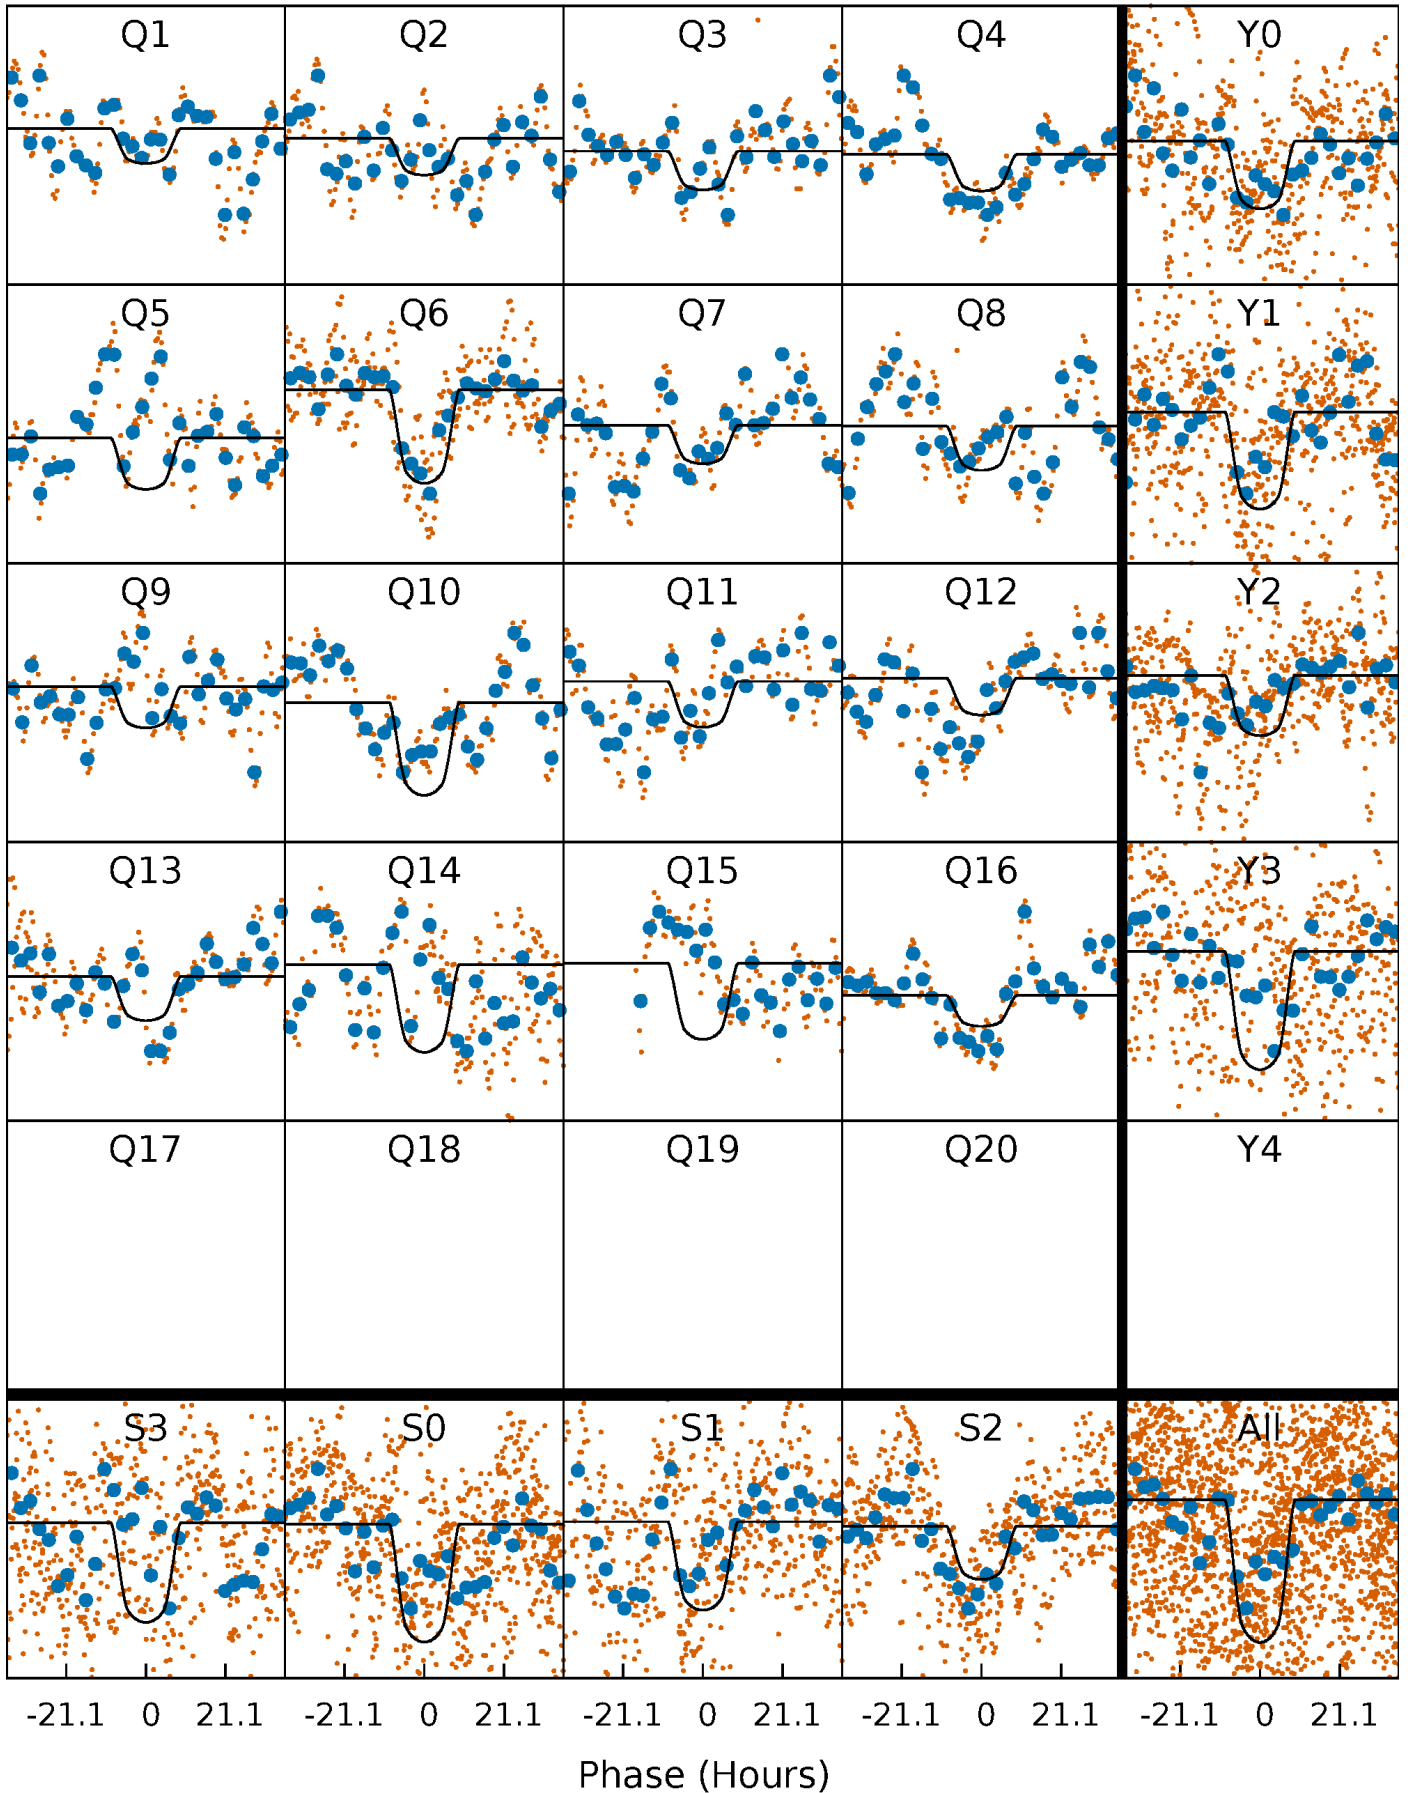 Q1 Q2 Q3 Q4 Y0
Q5 Q6 Q7 Q8 Y1
Q9 Q10 Q11 Q12 Y2
Q13 Q14 Q15 Q16 Y3
Q17 Q18 Q19 Q20 Y4
S3 S0 S1 S2 All
-21.1 0 21.1 -21.1 0 21.1 -21.1 0 21.1 -21.1 0 21.1 -21.1 0 21.1
Phase (Hours)